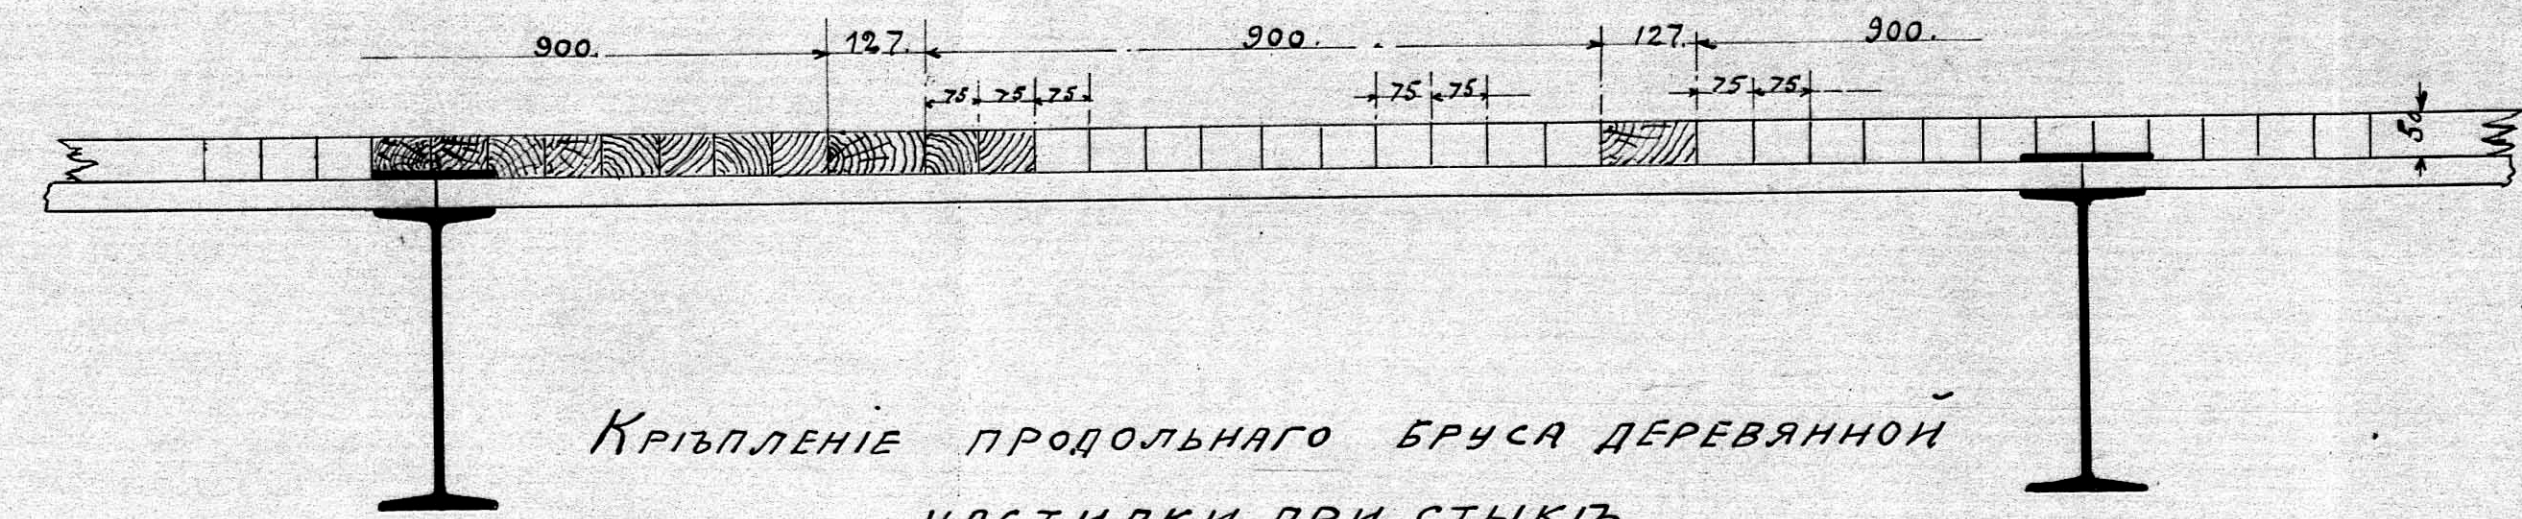 900. 127. 900. 127. 900.
75 75 75 75 75 75 75
50
Крѣпленіе продольнаго бруса деревянной
настилки при стыкѣ